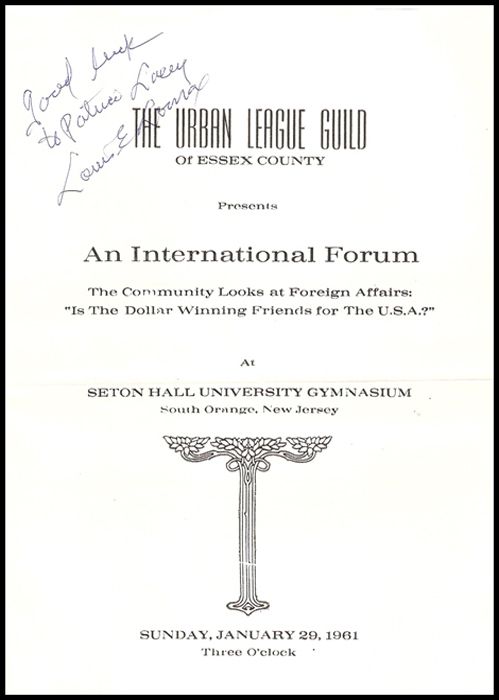 Good luck
to Patrice Lacey
Louis E Lomax
THE URBAN LEAGUE GUILD
Of ESSEX COUNTY
Presents
An International Forum
The Community Looks at Foreign Affairs:
"Is The Dollar Winning Friends for The U.S.A.?"
At
SETON HALL UNIVERSITY GYMNASIUM
South Orange, New Jersey
SUNDAY, JANUARY 29, 1961
Three O'clock